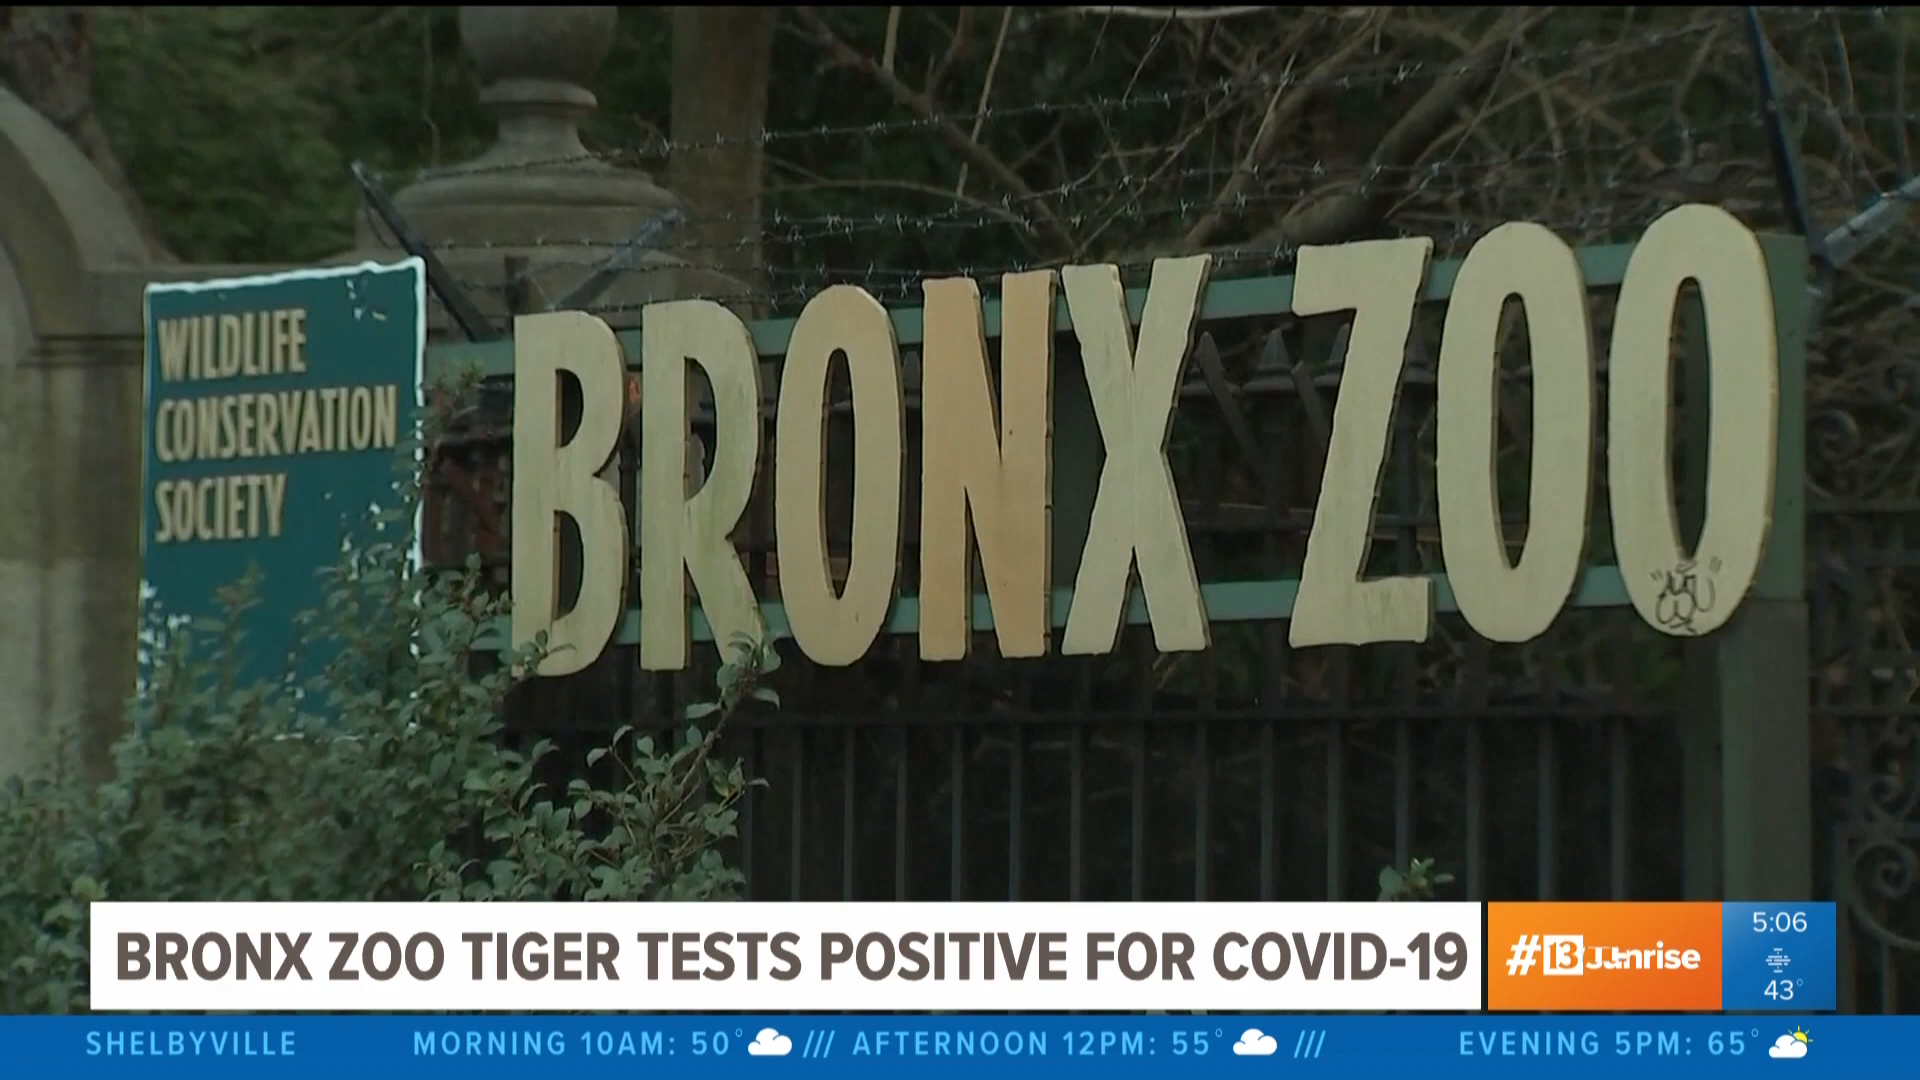 WILDLIFE
CONSERVATION
SOCIETY
BRONX ZOO
BRONX ZOO TIGER TESTS POSITIVE FOR COVID-19
#13
5:06
43°
SHELBYVILLE MORNING 10AM: 50° /// AFTERNOON 12PM: 55° /// EVENING 5PM: 65°